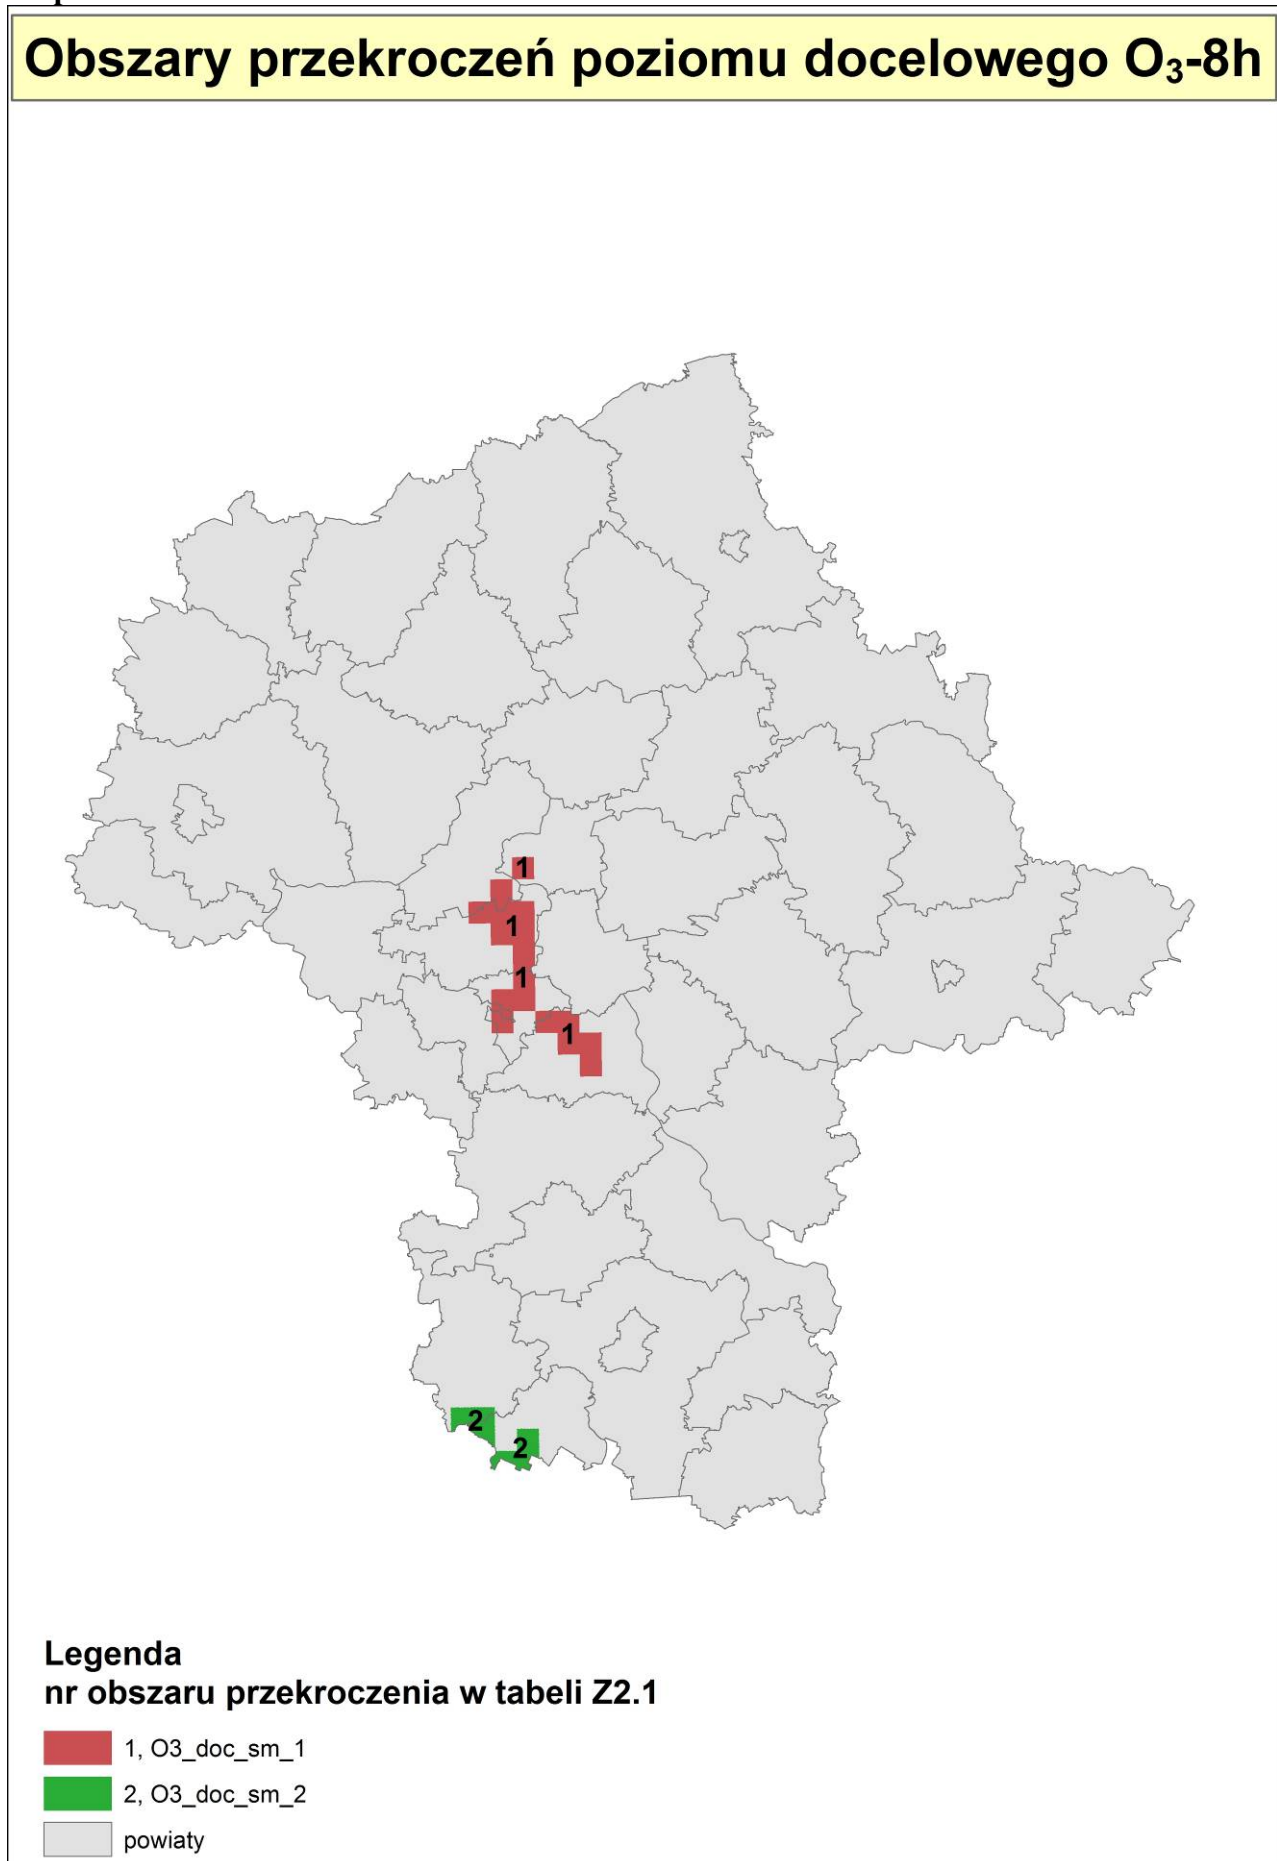 Obszary przekroczeń poziomu docelowego O₃-8h
1
1
1
1
2
2
Legenda
nr obszaru przekroczenia w tabeli Z2.1
1, O3_doc_sm_1
2, O3_doc_sm_2
powiaty